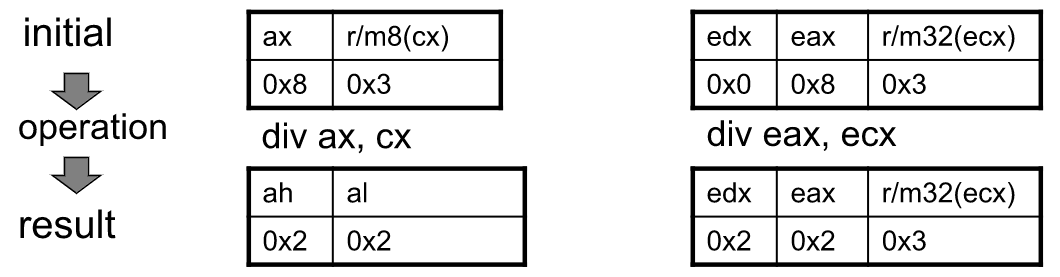 initial
ax r/m8(cx)
0x8 0x3
edx eax r/m32(ecx)
0x0 0x8 0x3
operation
div ax, cx
div eax, ecx
result
ah al
0x2 0x2
edx eax r/m32(ecx)
0x2 0x2 0x3